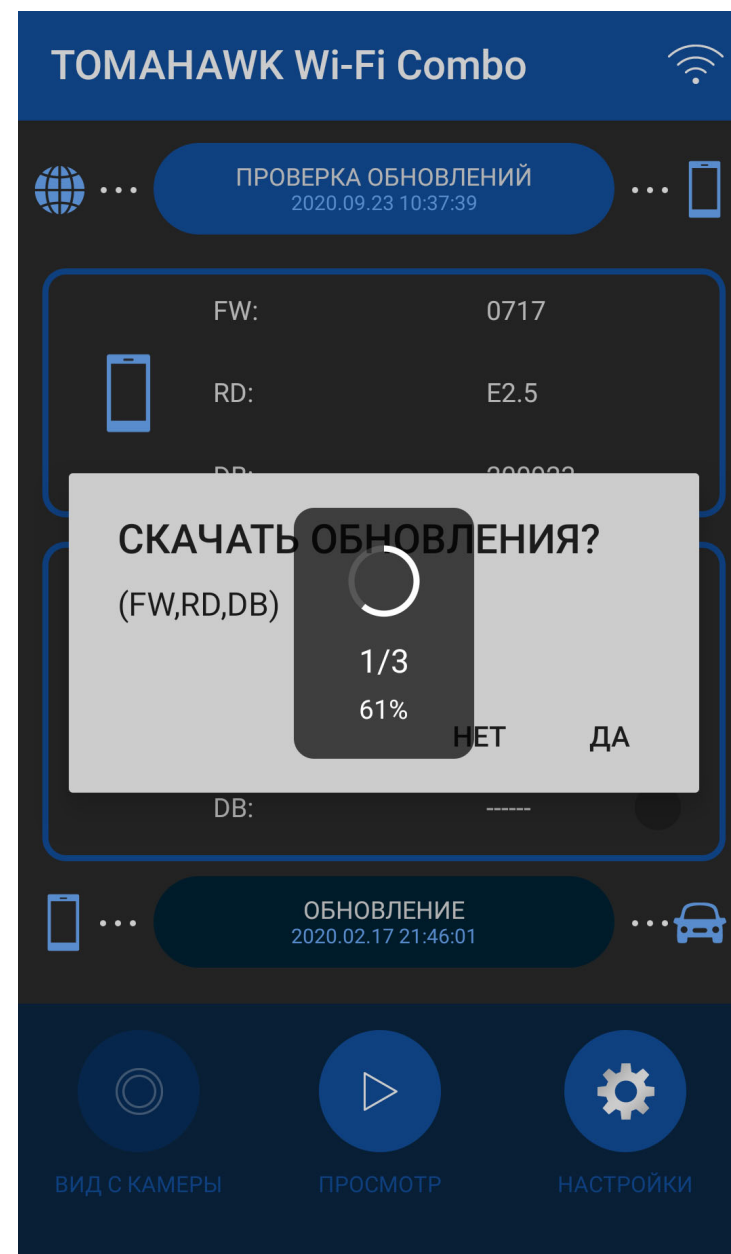 TOMAHAWK Wi-Fi Combo
ПРОВЕРКА ОБНОВЛЕНИЙ
2020.09.23 10:37:39
FW: 0717
RD: E2.5
DB:
СКАЧАТЬ ОБНОВЛЕНИЯ?
(FW,RD,DB)
1/3
61%
НЕТ ДА
DB: ------
ОБНОВЛЕНИЕ
2020.02.17 21:46:01
ВИД С КАМЕРЫ ПРОСМОТР НАСТРОЙКИ